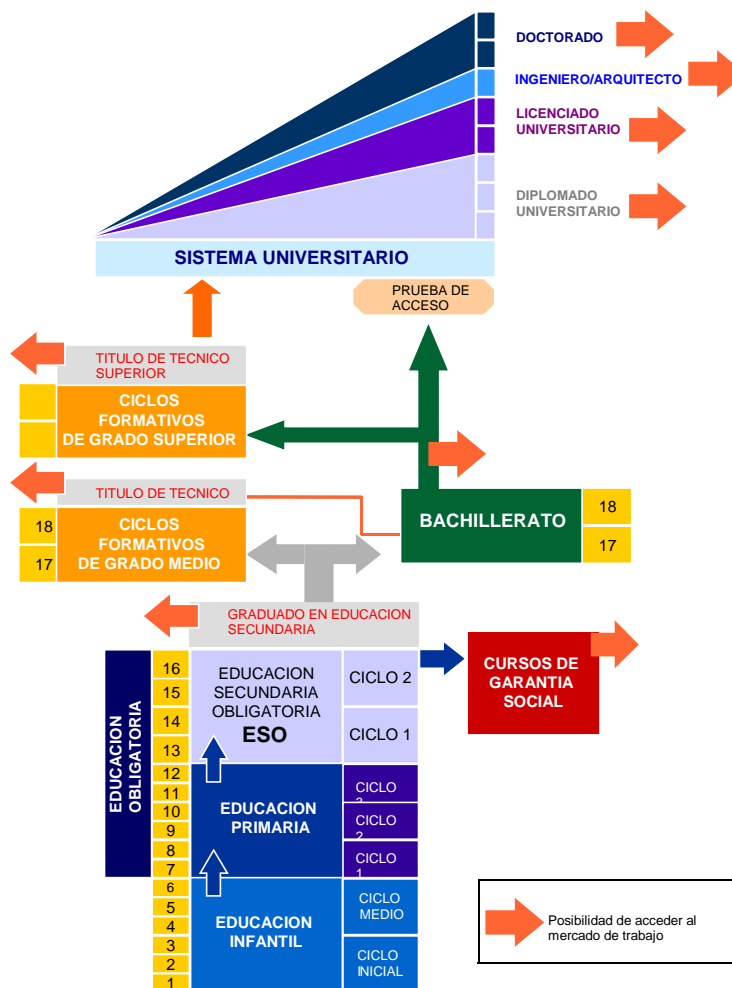 DOCTORADO
INGENIERO/ARQUITECTO
LICENCIADO
UNIVERSITARIO
DIPLOMADO
UNIVERSITARIO
SISTEMA UNIVERSITARIO
PRUEBA DE
ACCESO
TITULO DE TECNICO
SUPERIOR
CICLOS
FORMATIVOS
DE GRADO SUPERIOR
TITULO DE TECNICO
18
17
CICLOS
FORMATIVOS
DE GRADO MEDIO
BACHILLERATO
18
17
GRADUADO EN EDUCACION
SECUNDARIA
EDUCACION
OBLIGATORIA
16
15
14
13
12
11
10
9
8
7
6
5
4
3
2
1
EDUCACION
SECUNDARIA
OBLIGATORIA
ESO
CICLO 2
CICLO 1
EDUCACION
PRIMARIA
CICLO
3
CICLO
2
CICLO
1
EDUCACION
INFANTIL
CICLO
MEDIO
CICLO
INICIAL
CURSOS DE
GARANTIA
SOCIAL
Posibilidad de acceder al
mercado de trabajo